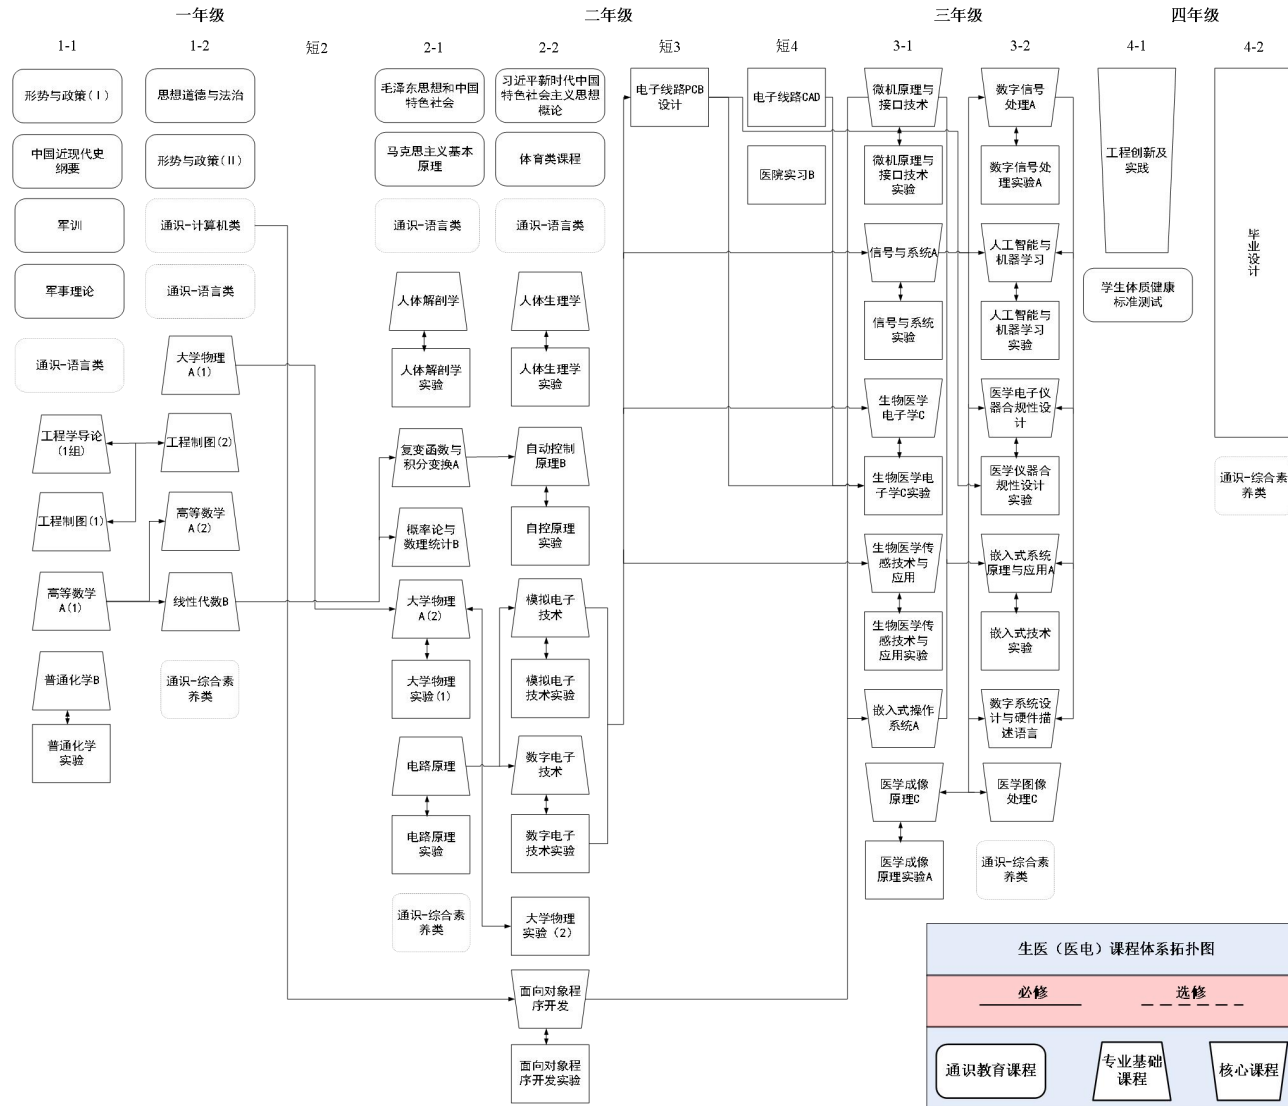 一年级
二年级
三年级
四年级
1-1
1-2
短2
2-1
2-2
短3
短4
3-1
3-2
4-1
4-2
形势与政策(Ⅰ)
中国近现代史
纲要
军训
军事理论
通识-语言类
工程学导论
(1组)
工程制图(1)
高等数学
A(1)
普通化学B
普通化学
实验
思想道德与法治
形势与政策(II)
通识-计算机类
通识-语言类
大学物理
A(1)
工程制图(2)
高等数学
A(2)
线性代数B
通识-综合素
养类
毛泽东思想和中国
特色社会
马克思主义基本
原理
通识-语言类
人体解剖学
人体解剖学
实验
复变函数与
积分变换A
概率论与
数理统计B
大学物理
A(2)
大学物理
实验(1)
电路原理
电路原理
实验
通识-综合素
养类
习近平新时代中国
特色社会主义思想
概论
体育类课程
通识-语言类
人体生理学
人体生理学
实验
自动控制
原理B
自控原理
实验
模拟电子
技术
模拟电子
技术实验
数字电子
技术
数字电子
技术实验
大学物理
实验（2）
面向对象程
序开发
面向对象程
序开发实验
电子线路PCB
设计
电子线路CAD
医院实习B
微机原理与
接口技术
微机原理与
接口技术
实验
信号与系统A
信号与系统
实验
生物医学
电子学C
生物医学电
子学C实验
生物医学传
感技术与
应用
生物医学传
感技术与
应用实验
嵌入式操作
系统A
医学成像
原理C
医学成像
原理实验A
数字信号
处理A
数字信号处
理实验A
人工智能与
机器学习
人工智能与
机器学习
实验
医学电子仪
器合规性设
计
医学仪器合
规性设计
实验
嵌入式系统
原理与应用A
嵌入式技术
实验
数字系统设
计与硬件描
述语言
医学图像
处理C
通识-综合素
养类
工程创新及
实践
学生体质健康
标准测试
毕业设计
通识-综合素
养类
生医（医电）课程体系拓扑图
必修
选修
通识教育课程
专业基础
课程
核心课程